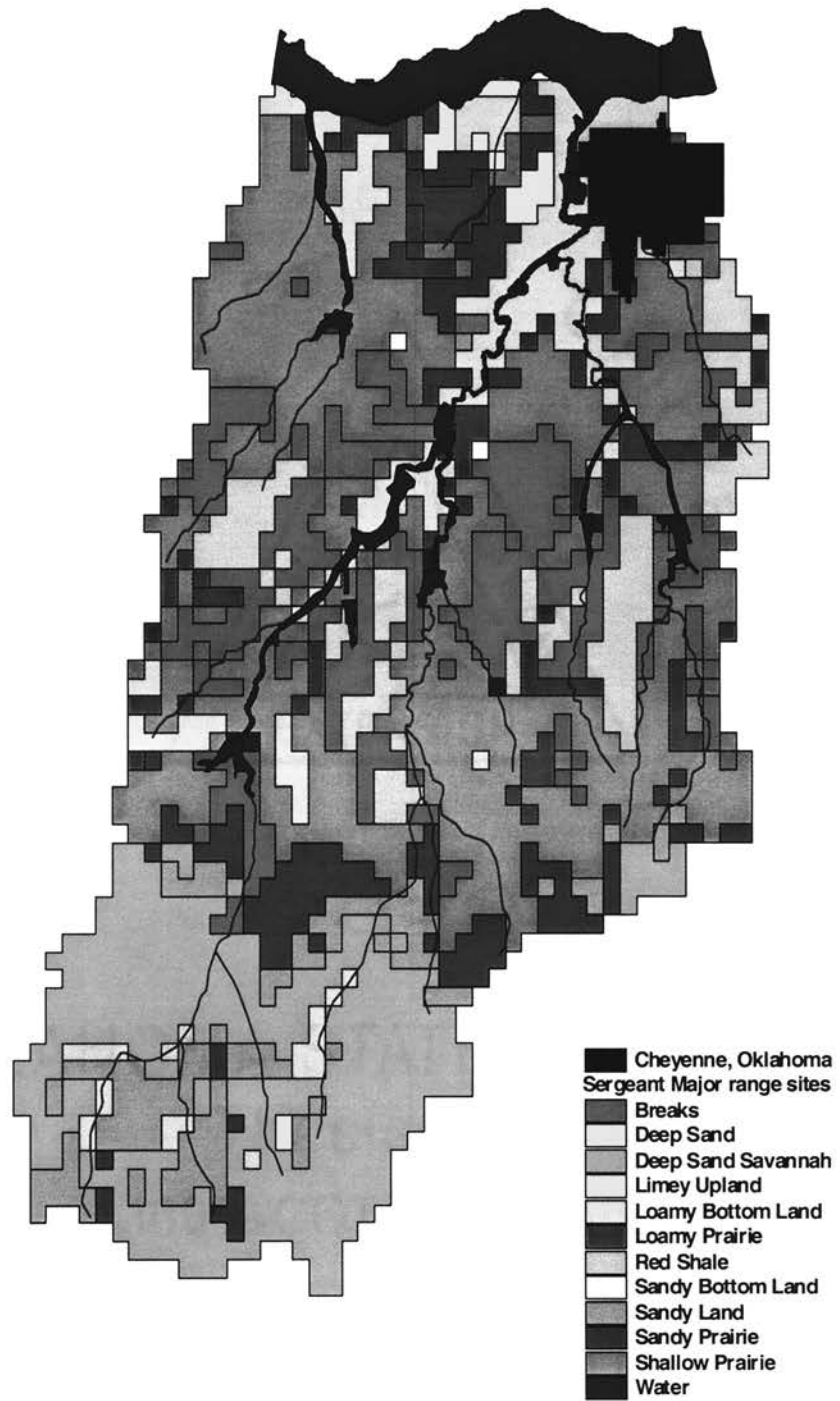 Cheyenne, Oklahoma
Sergeant Major range sites
Breaks
Deep Sand
Deep Sand Savannah
Limey Upland
Loamy Bottom Land
Loamy Prairie
Red Shale
Sandy Bottom Land
Sandy Land
Sandy Prairie
Shallow Prairie
Water